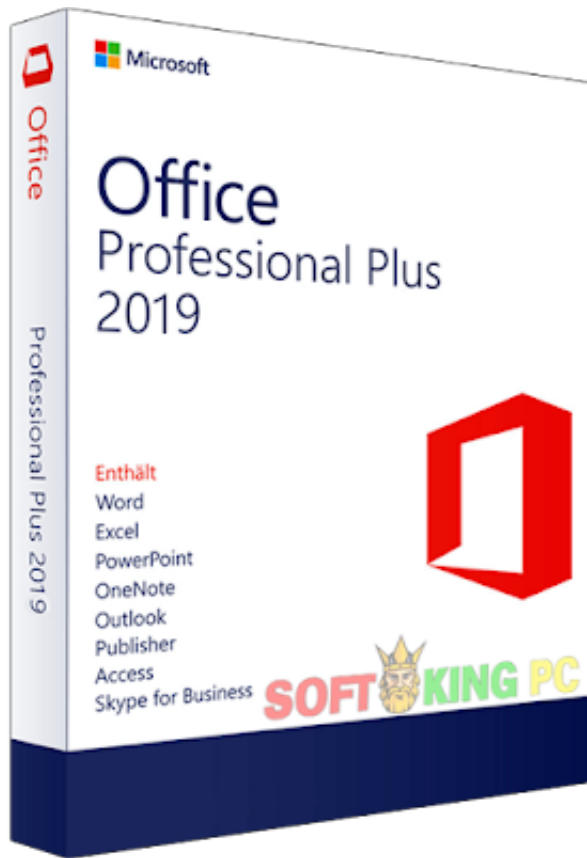 Microsoft
Office
Professional Plus
2019
Enthält
Word
Excel
PowerPoint
OneNote
Outlook
Publisher
Access
Skype for Business
SOFT KING PC
Office
Professional Plus 2019